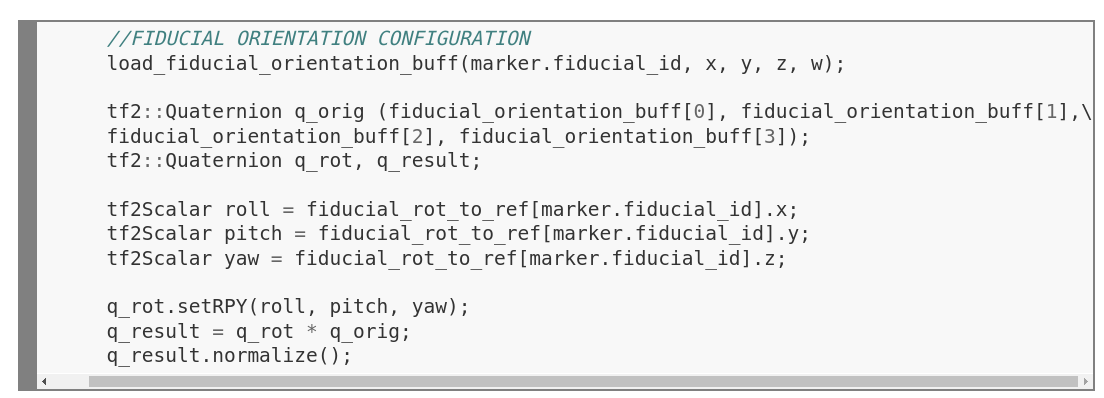 //FIDUCIAL ORIENTATION CONFIGURATION
load_fiducial_orientation_buff(marker.fiducial_id, x, y, z, w);
tf2::Quaternion q_orig (fiducial_orientation_buff[0], fiducial_orientation_buff[1],\
fiducial_orientation_buff[2], fiducial_orientation_buff[3]);
tf2::Quaternion q_rot, q_result;
tf2Scalar roll = fiducial_rot_to_ref[marker.fiducial_id].x;
tf2Scalar pitch = fiducial_rot_to_ref[marker.fiducial_id].y;
tf2Scalar yaw = fiducial_rot_to_ref[marker.fiducial_id].z;
q_rot.setRPY(roll, pitch, yaw);
q_result = q_rot * q_orig;
q_result.normalize();